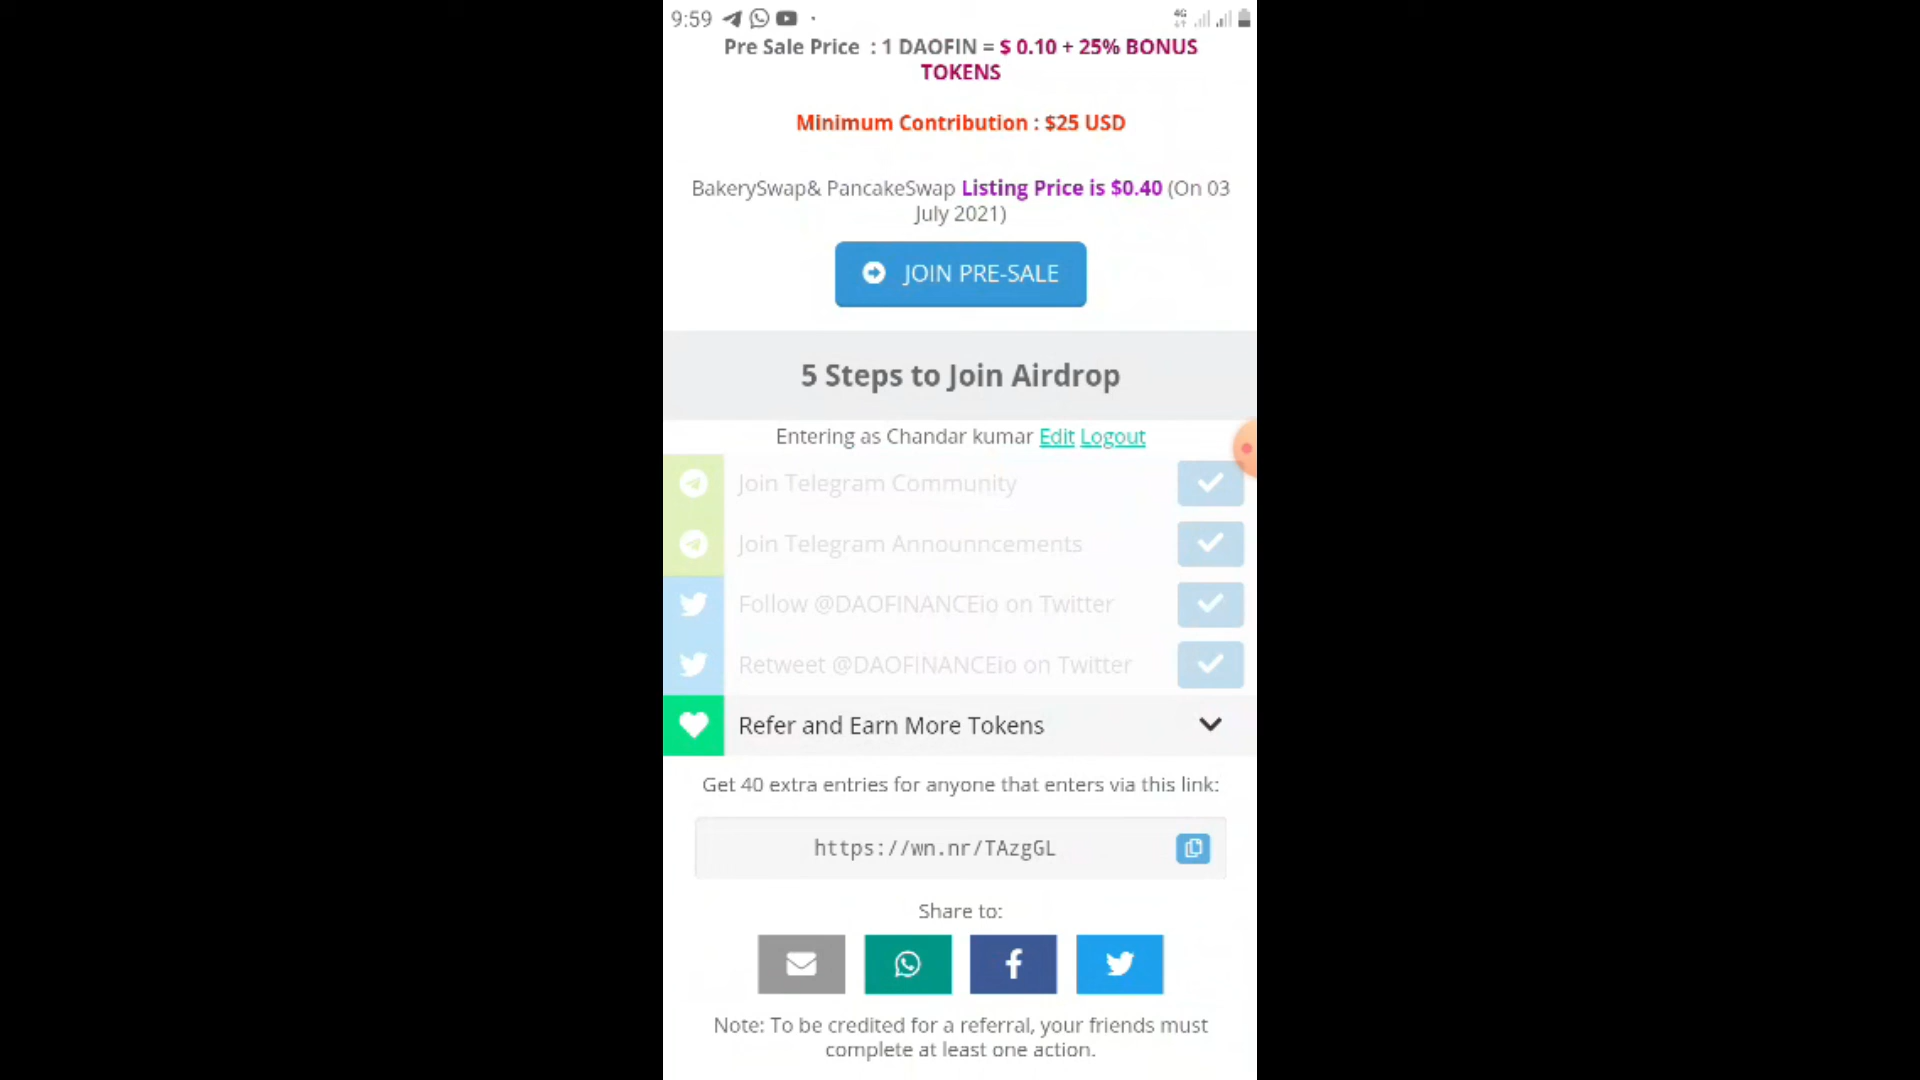 9:59
4G
Pre Sale Price : 1 DAOFIN = $ 0.10 + 25% BONUS
TOKENS
Minimum Contribution : $25 USD
BakerySwap& PancakeSwap Listing Price is $0.40 (On 03
July 2021)
JOIN PRE-SALE
5 Steps to Join Airdrop
Entering as Chandar kumar Edit Logout
Join Telegram Community
Join Telegram Announncements
Follow @DAOFINANCEio on Twitter
Retweet @DAOFINANCEio on Twitter
Refer and Earn More Tokens
Get 40 extra entries for anyone that enters via this link:
https://wn.nr/TAzgGL
Share to:
Note: To be credited for a referral, your friends must
complete at least one action.